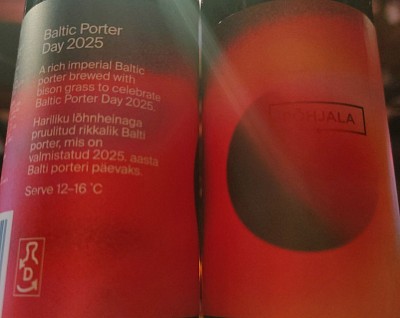 Baltic Porter
Day 2025
A rich imperial Baltic
porter brewed with
bison grass to celebrate
Baltic Porter Day 2025.
Hariliku lõhnheinaga
pruulitud rikkalik Balti
porter, mis on
valmistatud 2025. aasta
Balti porteri päevaks.
Serve 12–16 °C
D
PÕHJALA